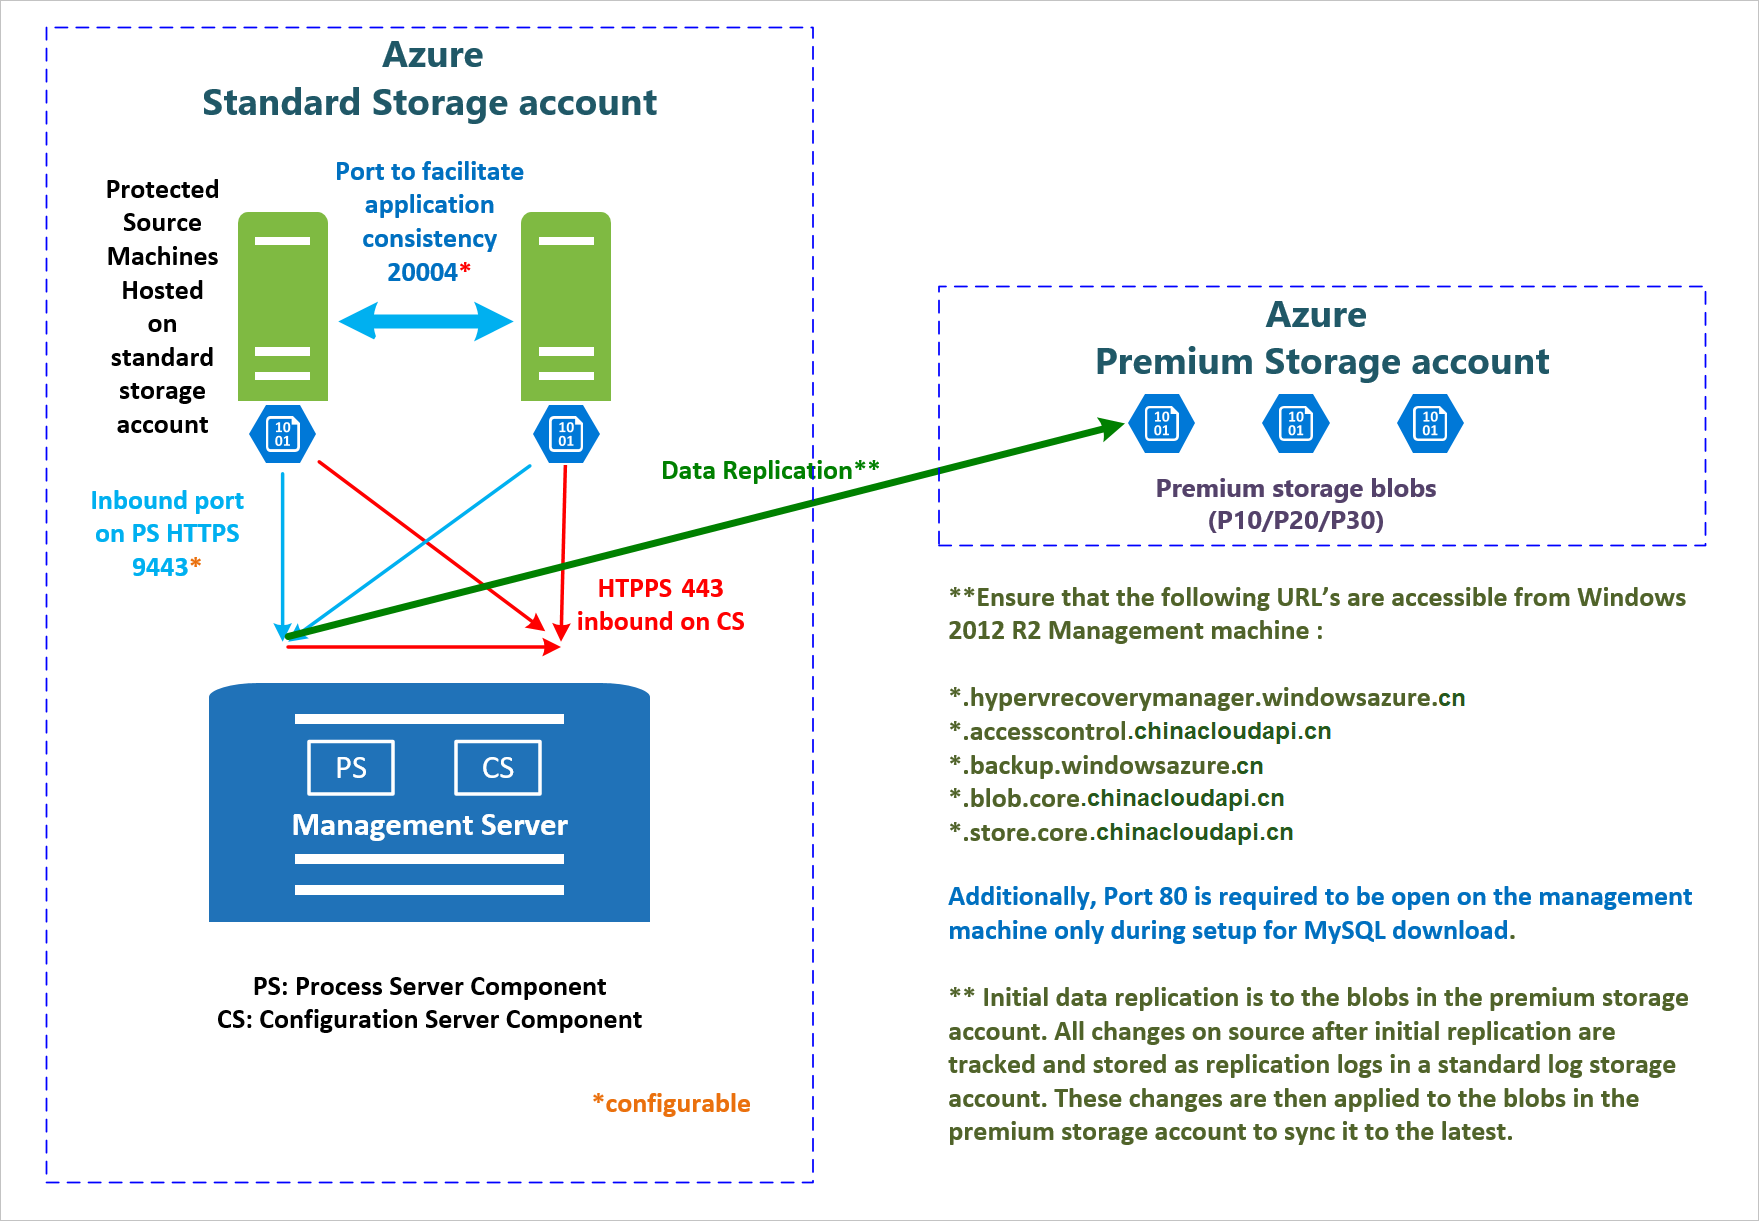 Azure
Standard Storage account
Protected
Source
Machines
Hosted
on
standard
storage
account
Port to facilitate
application
consistency
20004*
10
01
10
01
Inbound port
on PS HTTPS
9443*
Data Replication**
HTPPS 443
inbound on CS
PS
CS
Management Server
PS: Process Server Component
CS: Configuration Server Component
*configurable
Azure
Premium Storage account
10
01
10
01
10
01
Premium storage blobs
(P10/P20/P30)
**Ensure that the following URL’s are accessible from Windows
2012 R2 Management machine :
*.hypervrecoverymanager.windowsazure.cn
*.accesscontrol.chinacloudapi.cn
*.backup.windowsazure.cn
*.blob.core.chinacloudapi.cn
*.store.core.chinacloudapi.cn
Additionally, Port 80 is required to be open on the management
machine only during setup for MySQL download.
** Initial data replication is to the blobs in the premium storage
account. All changes on source after initial replication are
tracked and stored as replication logs in a standard log storage
account. These changes are then applied to the blobs in the
premium storage account to sync it to the latest.